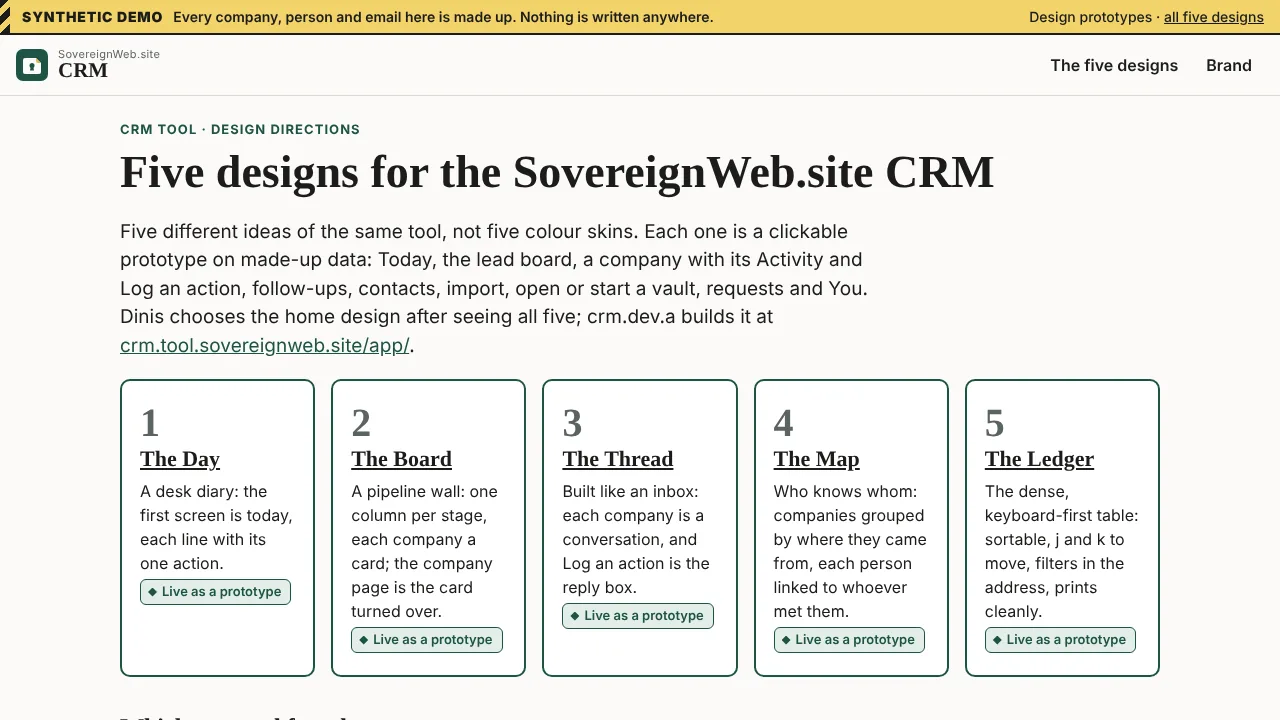 SYNTHETIC DEMO Every company, person and email here is made up. Nothing is written anywhere.
Design prototypes · all five designs
SovereignWeb.site
CRM
The five designs
Brand
CRM TOOL · DESIGN DIRECTIONS
Five designs for the SovereignWeb.site CRM
Five different ideas of the same tool, not five colour skins. Each one is a clickable
prototype on made-up data: Today, the lead board, a company with its Activity and
Log an action, follow-ups, contacts, import, open or start a vault, requests and You.
Dinis chooses the home design after seeing all five; crm.dev.a builds it at
crm.tool.sovereignweb.site/app/.
1
The Day
A desk diary: the
first screen is today,
each line with its
one action.
◆ Live as a prototype
2
The Board
A pipeline wall: one
column per stage,
each company a
card; the company
page is the card
turned over.
◆ Live as a prototype
3
The Thread
Built like an inbox:
each company is a
conversation, and
Log an action is the
reply box.
◆ Live as a prototype
4
The Map
Who knows whom:
companies grouped
by where they came
from, each person
linked to whoever
met them.
◆ Live as a prototype
5
The Ledger
The dense,
keyboard-first table:
sortable, j and k to
move, filters in the
address, prints
cleanly.
◆ Live as a prototype